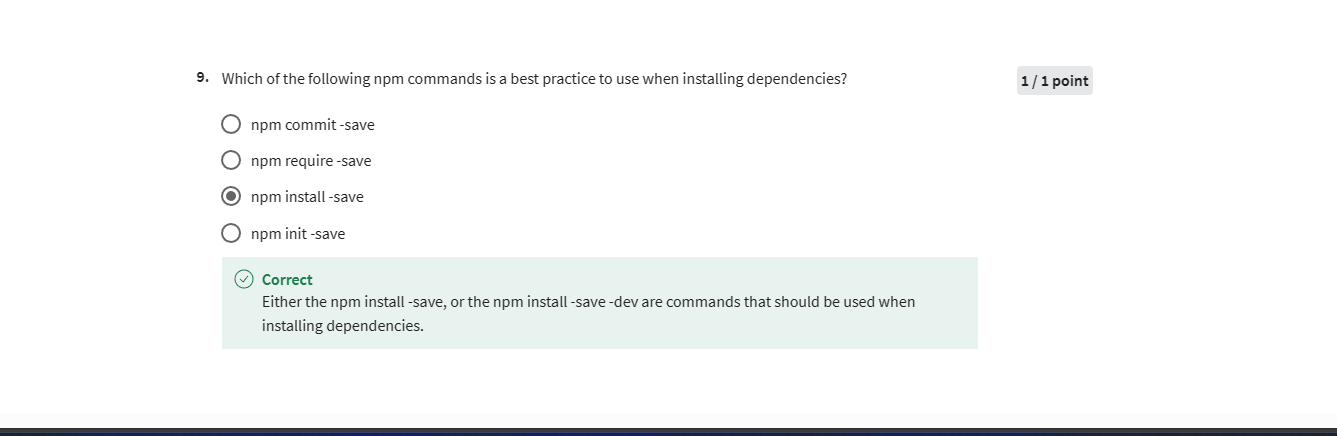 9. Which of the following npm commands is a best practice to use when installing dependencies?
1 / 1 point
npm commit -save
npm require -save
npm install -save
npm init -save
Correct
Either the npm install -save, or the npm install -save -dev are commands that should be used when
installing dependencies.